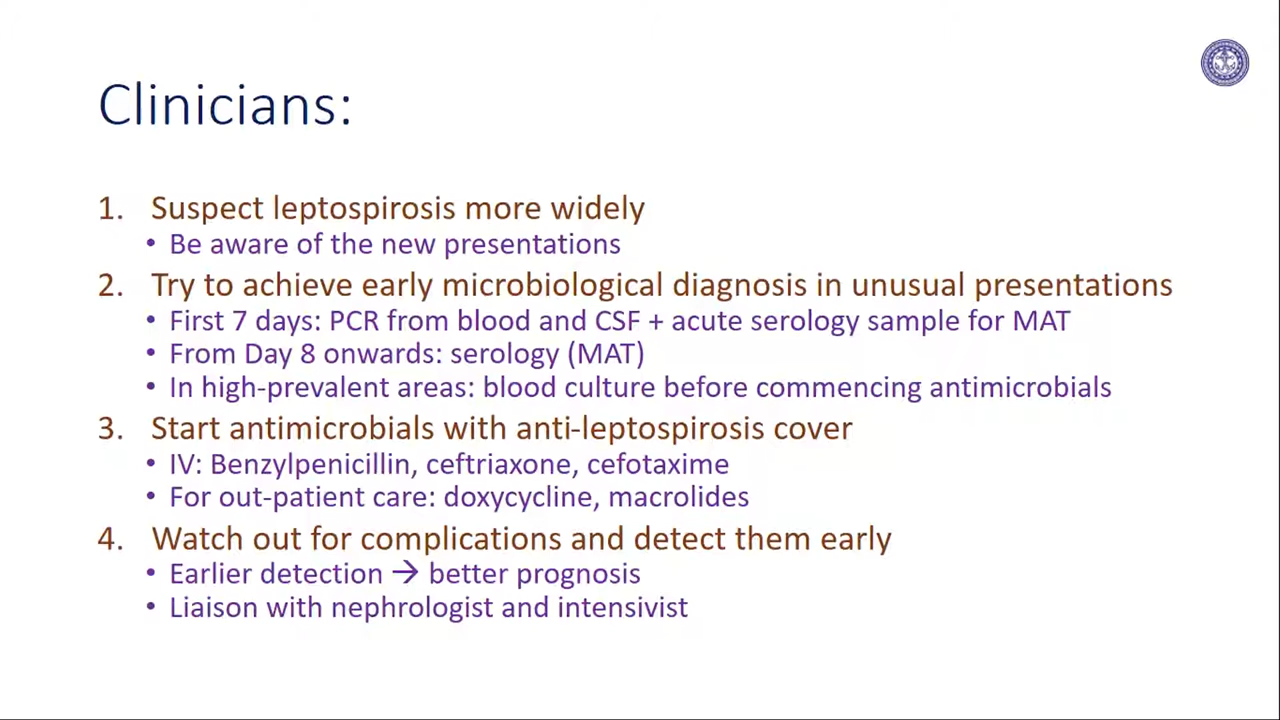 Clinicians:
1. Suspect leptospirosis more widely
• Be aware of the new presentations
2. Try to achieve early microbiological diagnosis in unusual presentations
• First 7 days: PCR from blood and CSF + acute serology sample for MAT
• From Day 8 onwards: serology (MAT)
• In high-prevalent areas: blood culture before commencing antimicrobials
3. Start antimicrobials with anti-leptospirosis cover
• IV: Benzylpenicillin, ceftriaxone, cefotaxime
• For out-patient care: doxycycline, macrolides
4. Watch out for complications and detect them early
• Earlier detection → better prognosis
• Liaison with nephrologist and intensivist